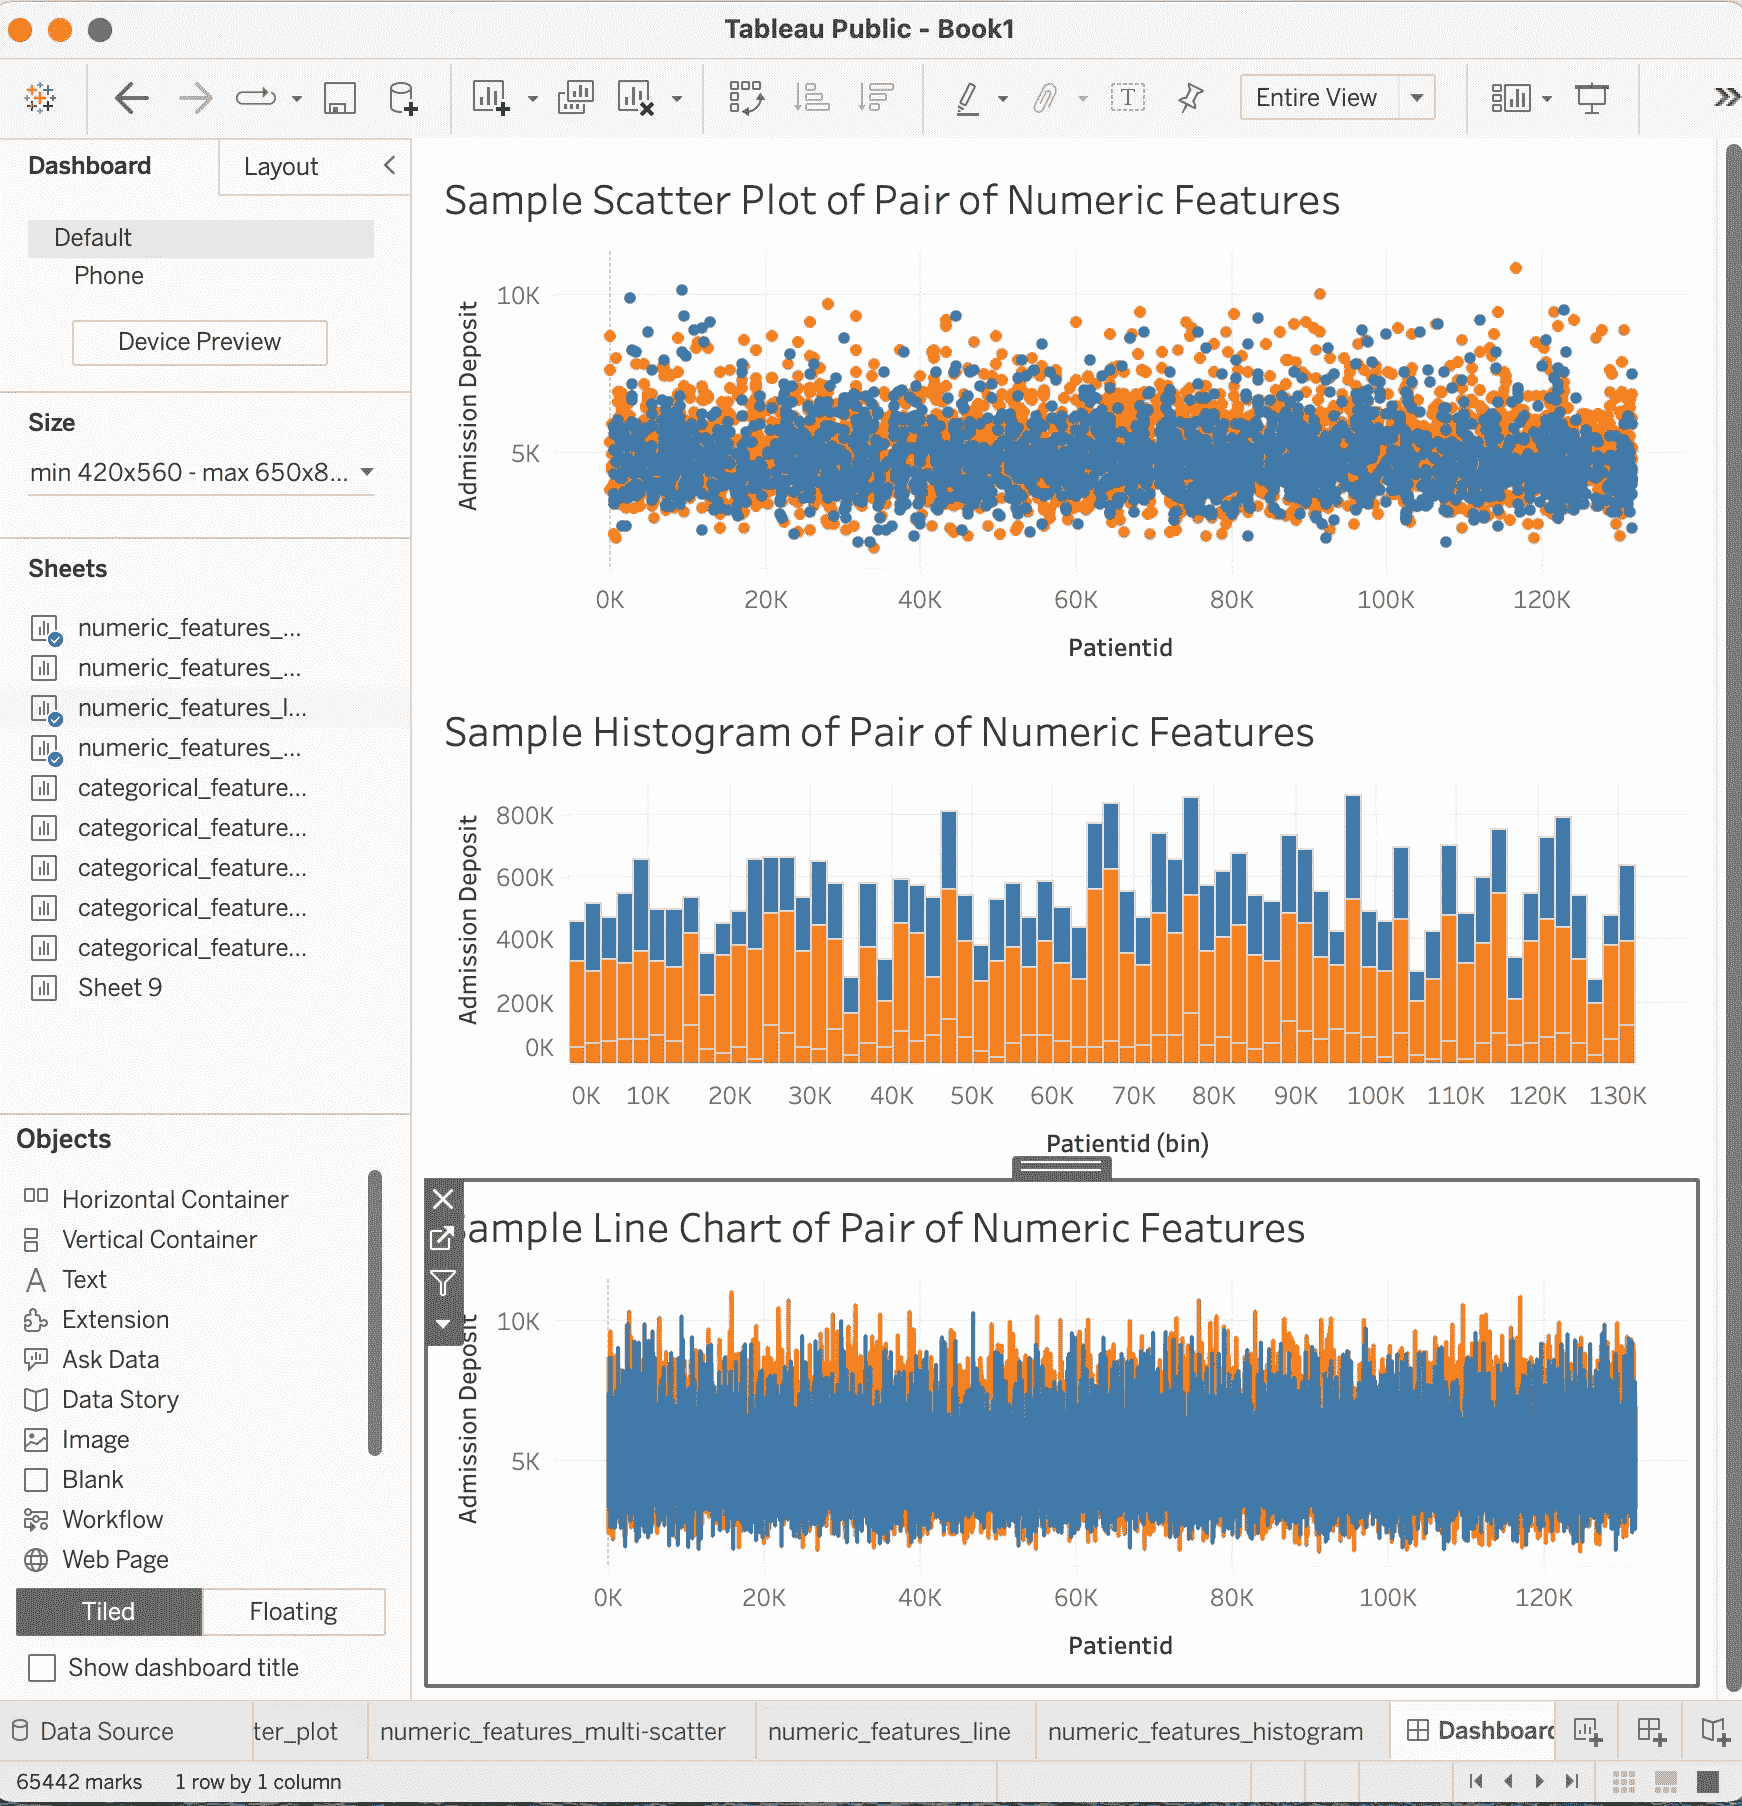 Tableau Public - Book1
Entire View
Dashboard
Layout
Default
Phone
Device Preview
Size
min 420x560 - max 650x8...
Sheets
numeric_features_...
numeric_features_...
numeric_features_l...
numeric_features_...
categorical_feature...
categorical_feature...
categorical_feature...
categorical_feature...
categorical_feature...
Sheet 9
Objects
Horizontal Container
Vertical Container
Text
Extension
Ask Data
Data Story
Image
Blank
Workflow
Web Page
Tiled
Floating
Show dashboard title
Sample Scatter Plot of Pair of Numeric Features
Admission Deposit
10K
5K
0K 20K 40K 60K 80K 100K 120K
Patientid
Sample Histogram of Pair of Numeric Features
Admission Deposit
800K
600K
400K
200K
0K
0K 10K 20K 30K 40K 50K 60K 70K 80K 90K 100K 110K 120K 130K
Patientid (bin)
ample Line Chart of Pair of Numeric Features
Admission Deposit
10K
5K
0K 20K 40K 60K 80K 100K 120K
Patientid
Data Source
ter_plot
numeric_features_multi-scatter
numeric_features_line
numeric_features_histogram
Dashboard
65442 marks 1 row by 1 column